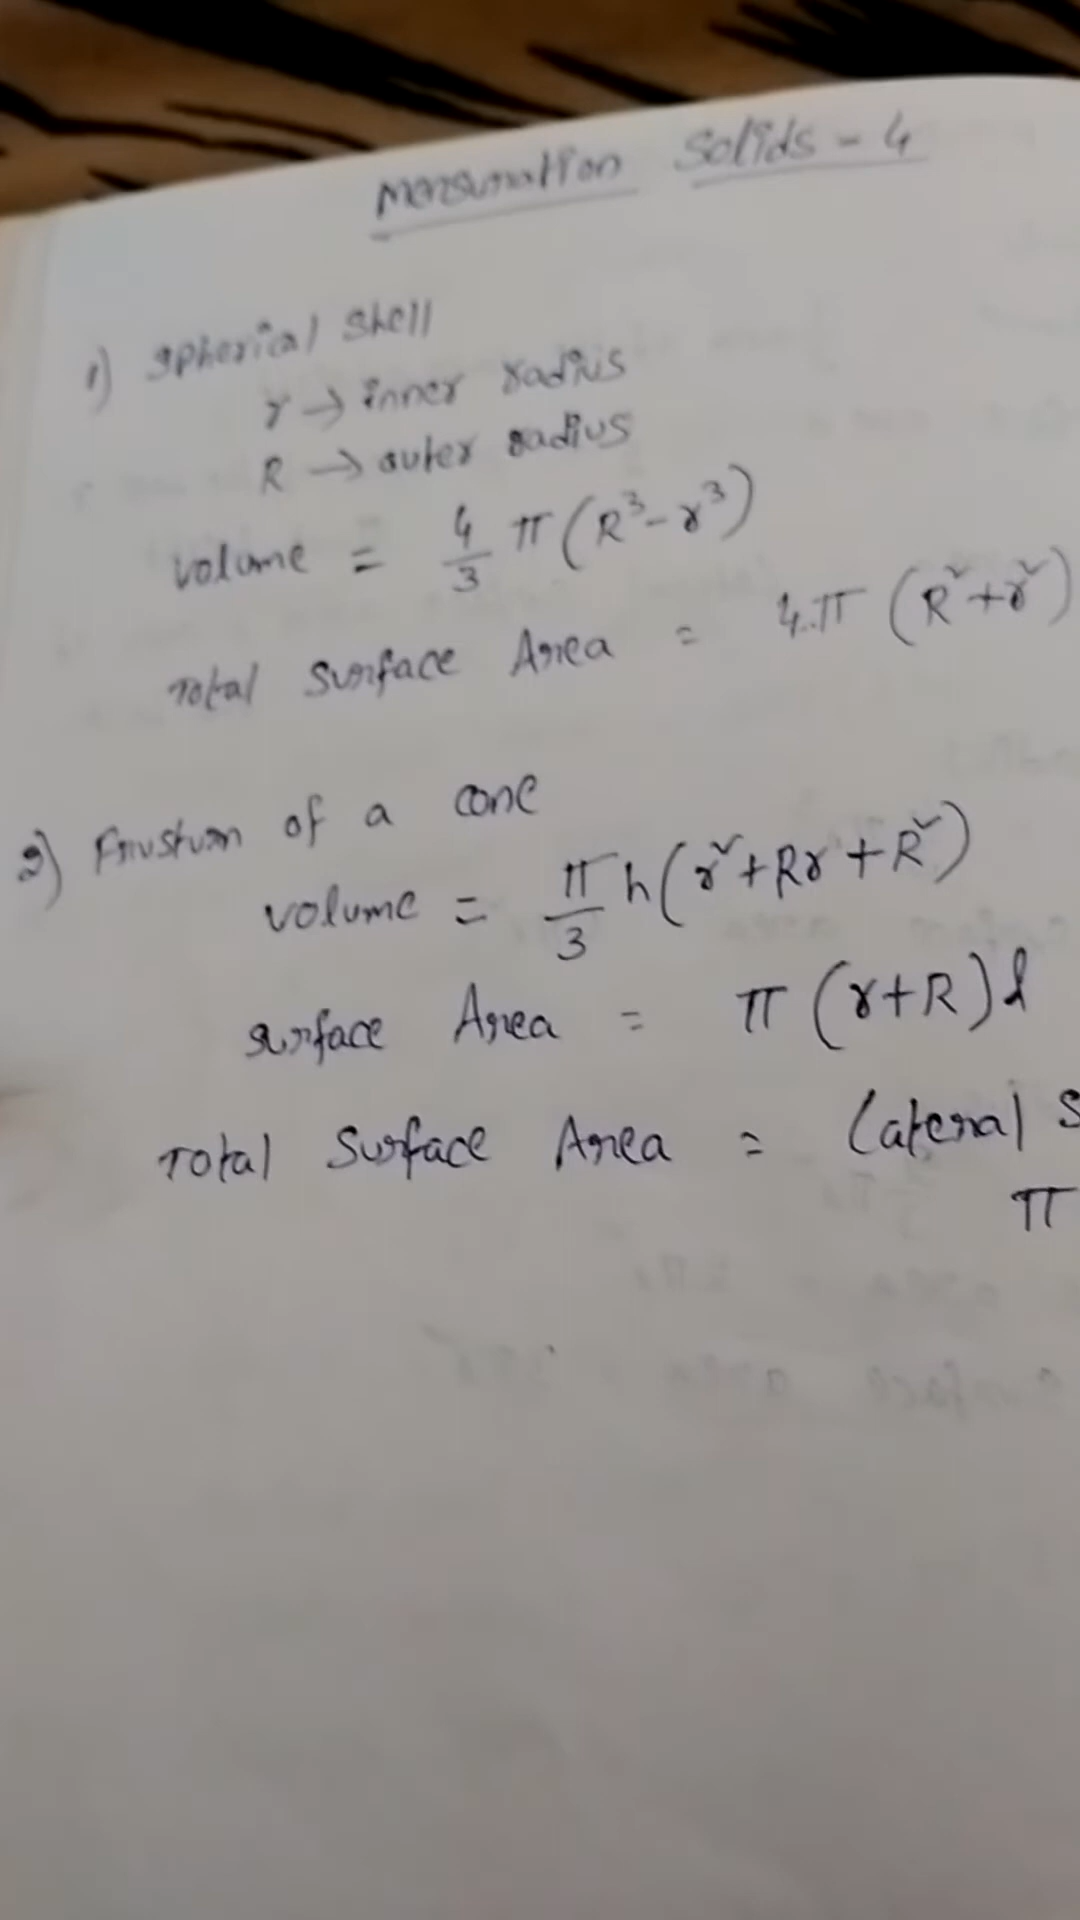 Mensuration Solids - 4
1) Spherical Shell
r → inner radius
R → outer radius
volume = 4/3 π (R³ - r³)
Total Surface Area = 4π (R² + r²)
2) Frustum of a cone
volume = π/3 h (r² + Rr + R²)
surface Area = π (r + R) l
Total Surface Area = Lateral S
π